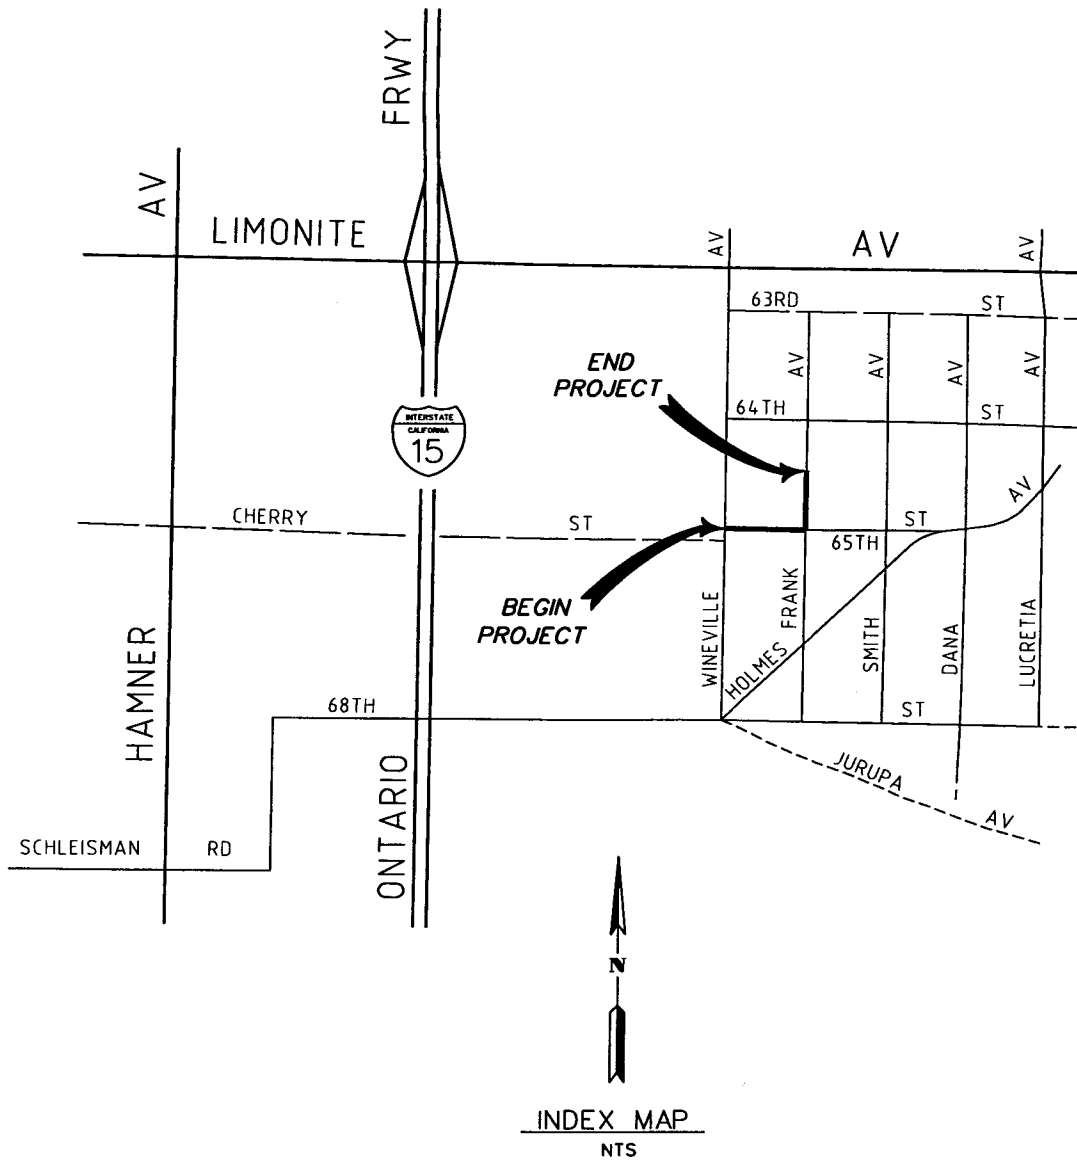 FRWY
AV
LIMONITE
AV
AV
AV
63RD
ST
END
PROJECT
AV
AV
AV
AV
64TH
ST
INTERSTATE
CALIFORNIA
15
CHERRY
ST
AV
ST
65TH
BEGIN
PROJECT
WINEVILLE
FRANK
SMITH
DANA
LUCRETIA
HOLMES
HAMNER
68TH
ST
ONTARIO
JURUPA
AV
SCHLEISMAN
RD
N
INDEX MAP
NTS